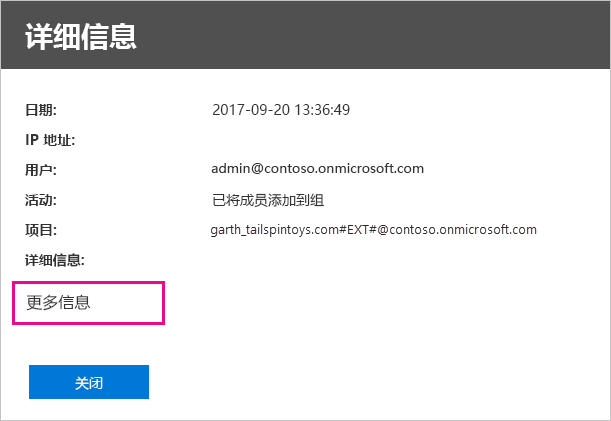 详细信息
日期: 2017-09-20 13:36:49
IP 地址:
用户: admin@contoso.onmicrosoft.com
活动: 已将成员添加到组
项目: garth_tailspintoys.com#EXT#@contoso.onmicrosoft.com
详细信息:
更多信息
关闭